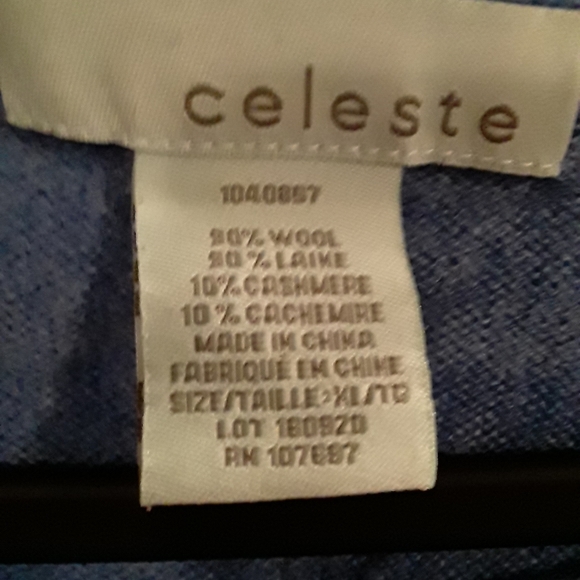 celeste
1040857
90% WOOL
90% LAINE
10% CASHMERE
10% CACHEMIRE
MADE IN CHINA
FABRIQUÉ EN CHINE
SIZE/TAILLE:XL/TG
LOT 180920
RN 107687